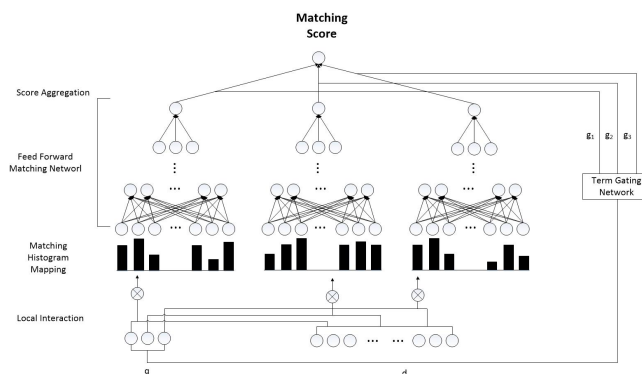 Matching
Score
Score Aggregation
g₁ g₂ g₃
Feed Forward
Matching Networl
Term Gating
Network
Matching
Histogram
Mapping
Local Interaction
q
d